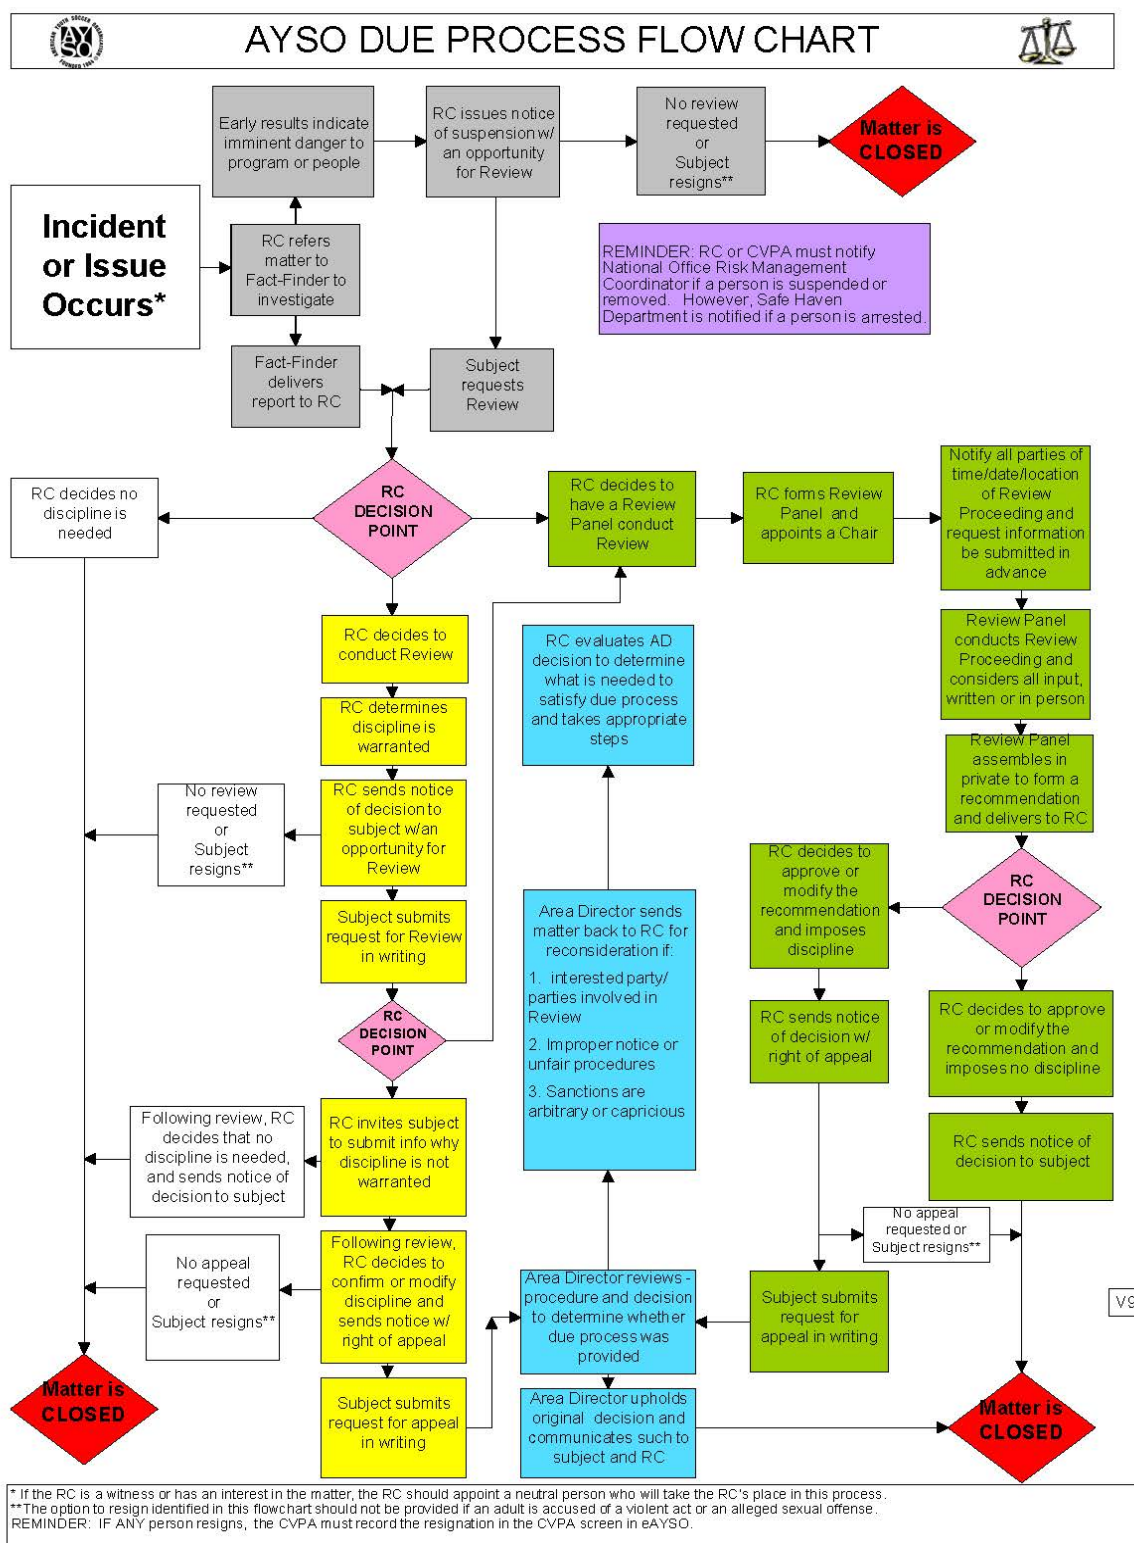 AYSO DUE PROCESS FLOW CHART
AYSO
Early results indicate
imminent danger to
program or people
RC issues notice
of suspension w/
an opportunity
for Review
No review
requested
or
Subject
resigns**
Matter is
CLOSED
Incident
or Issue
Occurs*
RC refers
matter to
Fact-Finder to
investigate
REMINDER: RC or CVPA must notify
National Office Risk Management
Coordinator if a person is suspended or
removed. However, Safe Haven
Department is notified if a person is arrested.
Fact-Finder
delivers
report to RC
Subject
requests
Review
RC decides no
discipline is
needed
RC
DECISION
POINT
RC decides to
have a Review
Panel conduct
Review
RC forms Review
Panel and
appoints a Chair
Notify all parties of
time/date/location
of Review
Proceeding and
request information
be submitted in
advance
RC decides to
conduct Review
RC evaluates AD
decision to determine
what is needed to
satisfy due process
and takes appropriate
steps
Review Panel
conducts Review
Proceeding and
considers all input,
written or in person
RC determines
discipline is
warranted
Review Panel
assembles in
private to form a
recommendation
and delivers to RC
No review
requested
or
Subject
resigns**
RC sends notice
of decision to
subject w/an
opportunity for
Review
RC decides to
approve or
modify the
recommendation
and imposes
discipline
RC
DECISION
POINT
Subject submits
request for Review
in writing
Area Director sends
matter back to RC for
reconsideration if:
1. interested party/
parties involved in
Review
2. Improper notice or
unfair procedures
3. Sanctions are
arbitrary or capricious
RC
DECISION
POINT
RC sends notice
of decision w/
right of appeal
RC decides to approve
or modify the
recommendation and
imposes no discipline
Following review, RC
decides that no
discipline is needed,
and sends notice of
decision to subject
RC invites subject
to submit info why
discipline is not
warranted
RC sends notice of
decision to subject
No appeal
requested or
Subject resigns**
No appeal
requested
or
Subject resigns**
Following review,
RC decides to
confirm or modify
discipline and
sends notice w/
right of appeal
Area Director reviews -
procedure and decision
to determine whether
due process was
provided
Subject submits
request for
appeal in writing
V9
Matter is
CLOSED
Subject submits
request for appeal
in writing
Area Director upholds
original decision and
communicates such to
subject and RC
Matter is
CLOSED
* If the RC is a witness or has an interest in the matter, the RC should appoint a neutral person who will take the RC's place in this process.
**The option to resign identified in this flowchart should not be provided if an adult is accused of a violent act or an alleged sexual offense.
REMINDER: IF ANY person resigns, the CVPA must record the resignation in the CVPA screen in eAYSO.